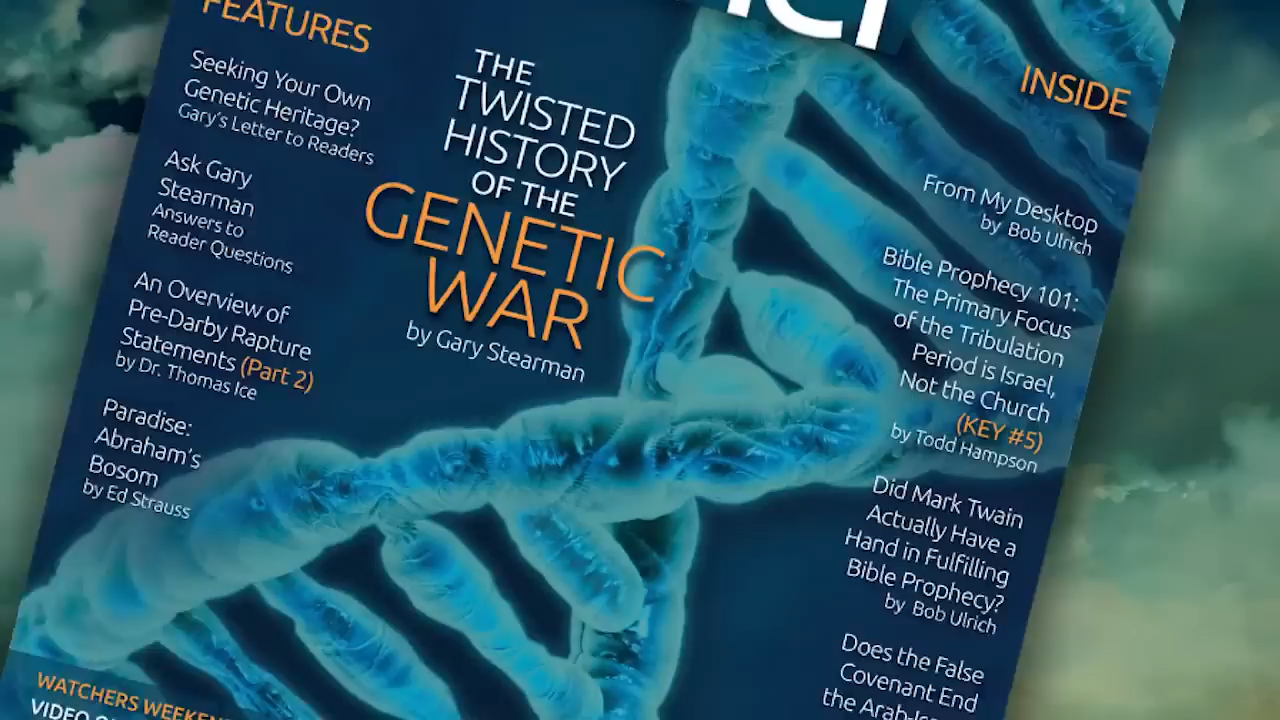 FEATURES
Seeking Your Own
Genetic Heritage?
Gary's Letter to Readers
Ask Gary
Stearman
Answers to
Reader Questions
An Overview of
Pre-Darby Rapture
Statements (Part 2)
by Dr. Thomas Ice
Paradise:
Abraham's
Bosom
by Ed Strauss
WATCHERS
VIDEO
THE
TWISTED
HISTORY
OF THE
GENETIC
WAR
by Gary Stearman
INSIDE
From My Desktop
by Bob Ulrich
Bible Prophecy 101:
The Primary Focus
of the Tribulation
Period is Israel,
Not the Church
(KEY #5)
by Todd Hampson
Did Mark Twain
Actually Have a
Hand in Fulfilling
Bible Prophecy?
by Bob Ulrich
Does the False
Covenant End
the